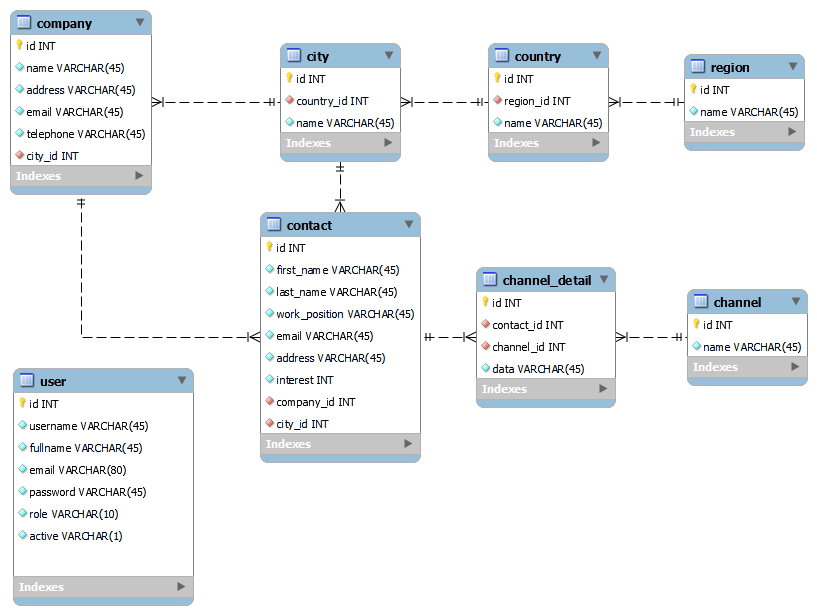 company
id INT
name VARCHAR(45)
address VARCHAR(45)
email VARCHAR(45)
telephone VARCHAR(45)
city_id INT
Indexes
city
id INT
country_id INT
name VARCHAR(45)
Indexes
country
id INT
region_id INT
name VARCHAR(45)
Indexes
region
id INT
name VARCHAR(45)
Indexes
contact
id INT
first_name VARCHAR(45)
last_name VARCHAR(45)
work_position VARCHAR(45)
email VARCHAR(45)
address VARCHAR(45)
interest INT
company_id INT
city_id INT
Indexes
channel_detail
id INT
contact_id INT
channel_id INT
data VARCHAR(45)
Indexes
channel
id INT
name VARCHAR(45)
Indexes
user
id INT
username VARCHAR(45)
fullname VARCHAR(45)
email VARCHAR(80)
password VARCHAR(45)
role VARCHAR(10)
active VARCHAR(1)
Indexes